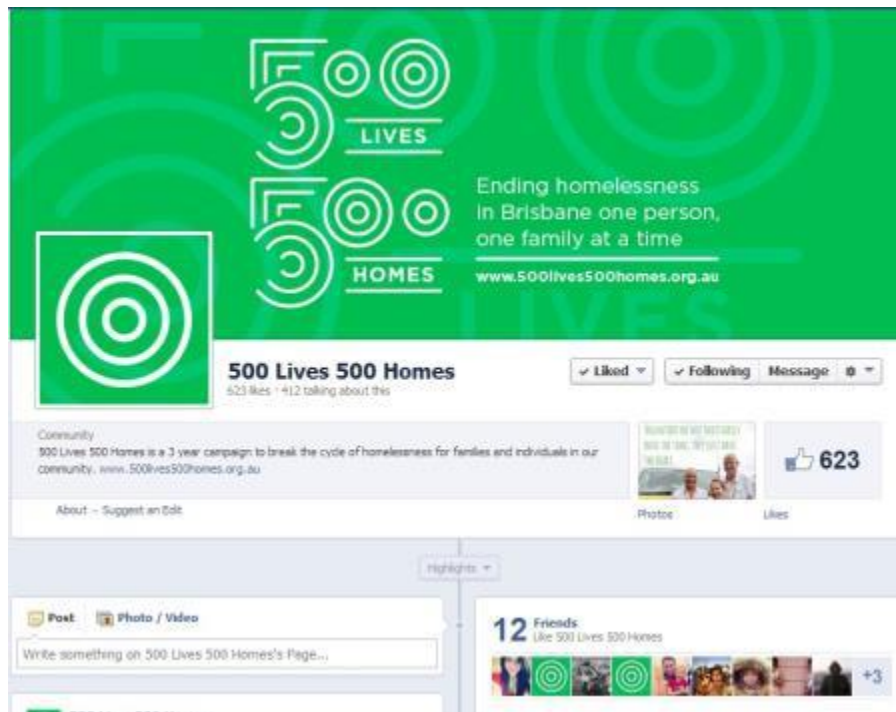 500
LIVES
500
HOMES
Ending homelessness
in Brisbane one person,
one family at a time
www.500lives500homes.org.au
LIVES
500 Lives 500 Homes
623 likes · 412 talking about this
Liked
Following
Message
Community
500 Lives 500 Homes is a 3 year campaign to break the cycle of homelessness for families and individuals in our
community. www.500lives500homes.org.au
623
About – Suggest an Edit
Photos
Likes
Highlights
Post
Photo / Video
Write something on 500 Lives 500 Homes's Page...
12 Friends
Like 500 Lives 500 Homes
+3